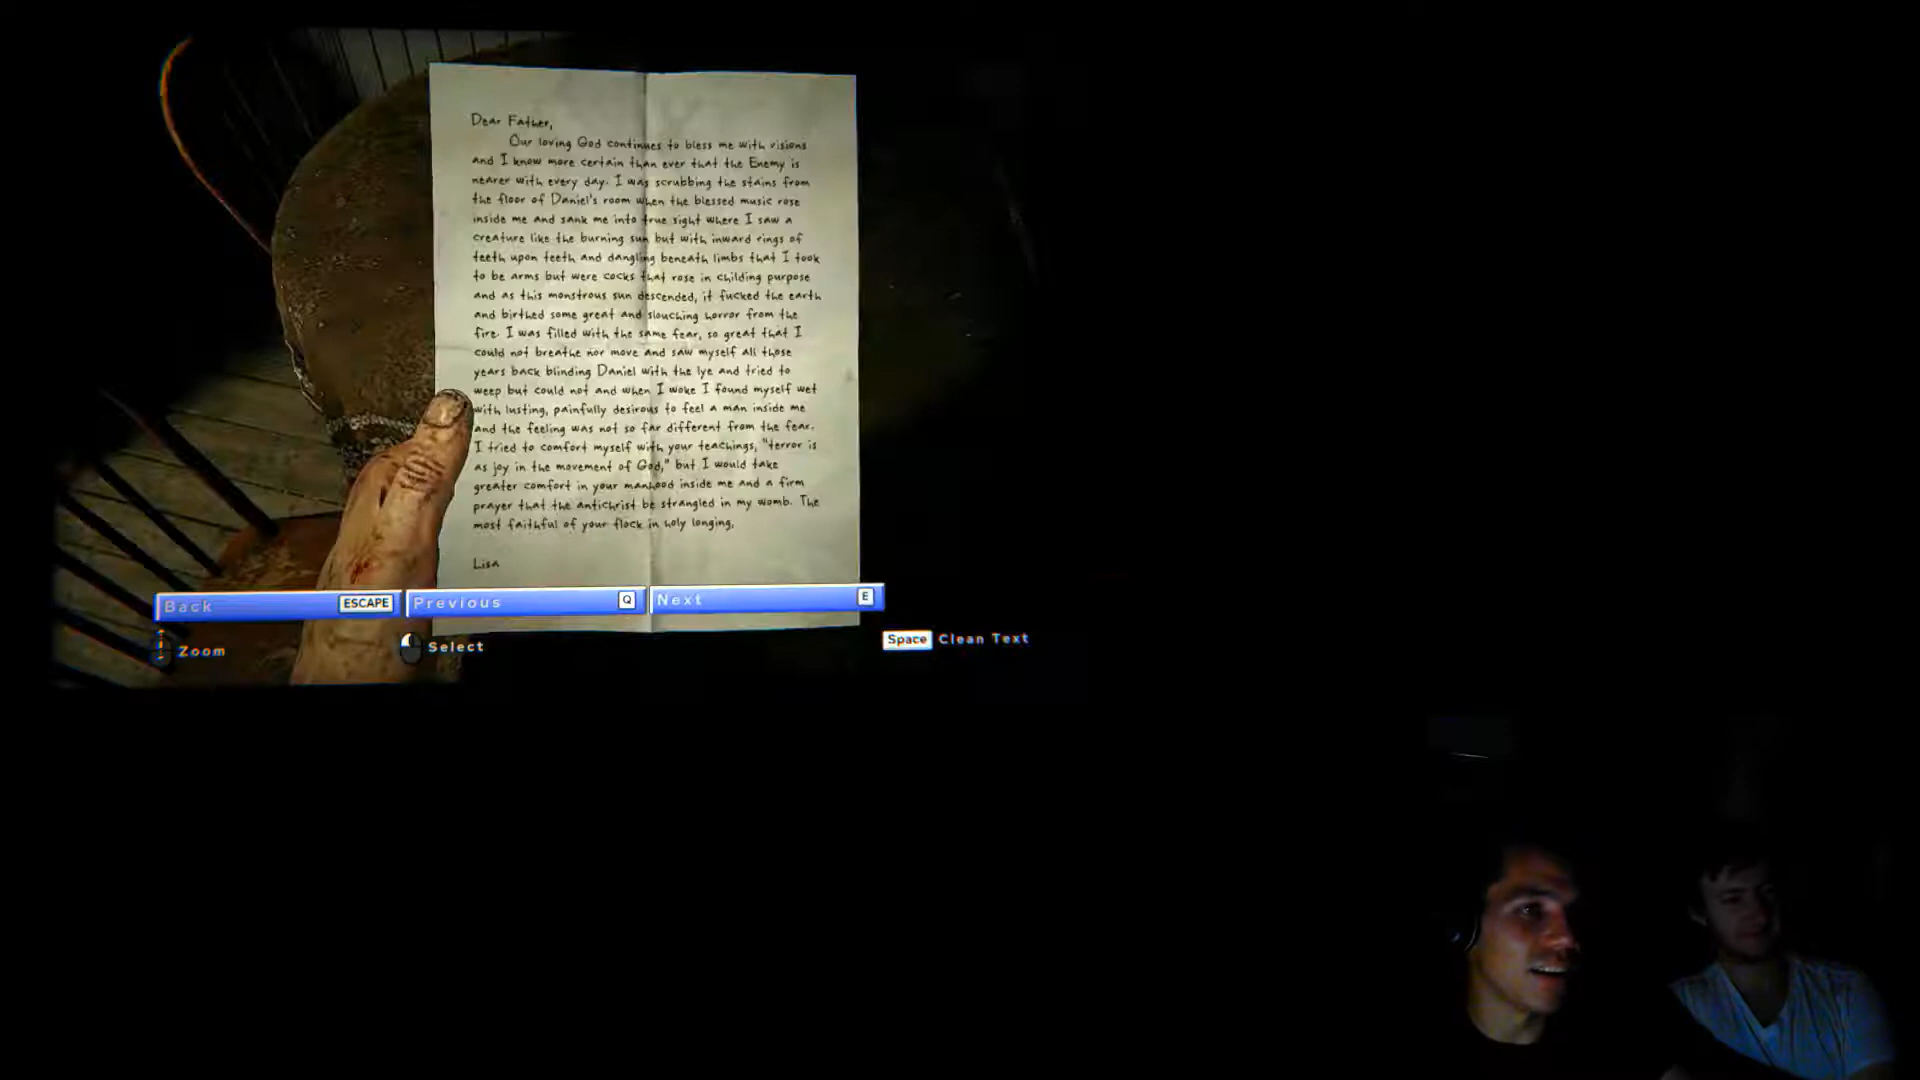 Dear Father,
Our loving God continues to bless me with visions
and I know more certain than ever that the Enemy is
nearer with every day. I was scrubbing the stains from
the floor of Daniel's room when the blessed music rose
inside me and sank me into true sight where I saw a
creature like the burning sun but with inward rings of
teeth upon teeth and dangling beneath limbs that I took
to be arms but were cocks that rose in childing purpose
and as this monstrous sun descended, it fucked the earth
and birthed some great and slouching horror from the
fire. I was filled with the same fear, so great that I
could not breathe nor move and saw myself all those
years back blinding Daniel with the lye and tried to
weep but could not and when I woke I found myself wet
with lusting, painfully desirous to feel a man inside me
and the feeling was not so far different from the fear.
I tried to comfort myself with your teachings, "terror is
as joy in the movement of God," but I would take
greater comfort in your manhood inside me and a firm
prayer that the antichrist be strangled in my womb. The
most faithful of your flock in holy longing,
Lisa
Back ESCAPE Previous Q Next E
Zoom Select Space Clean Text